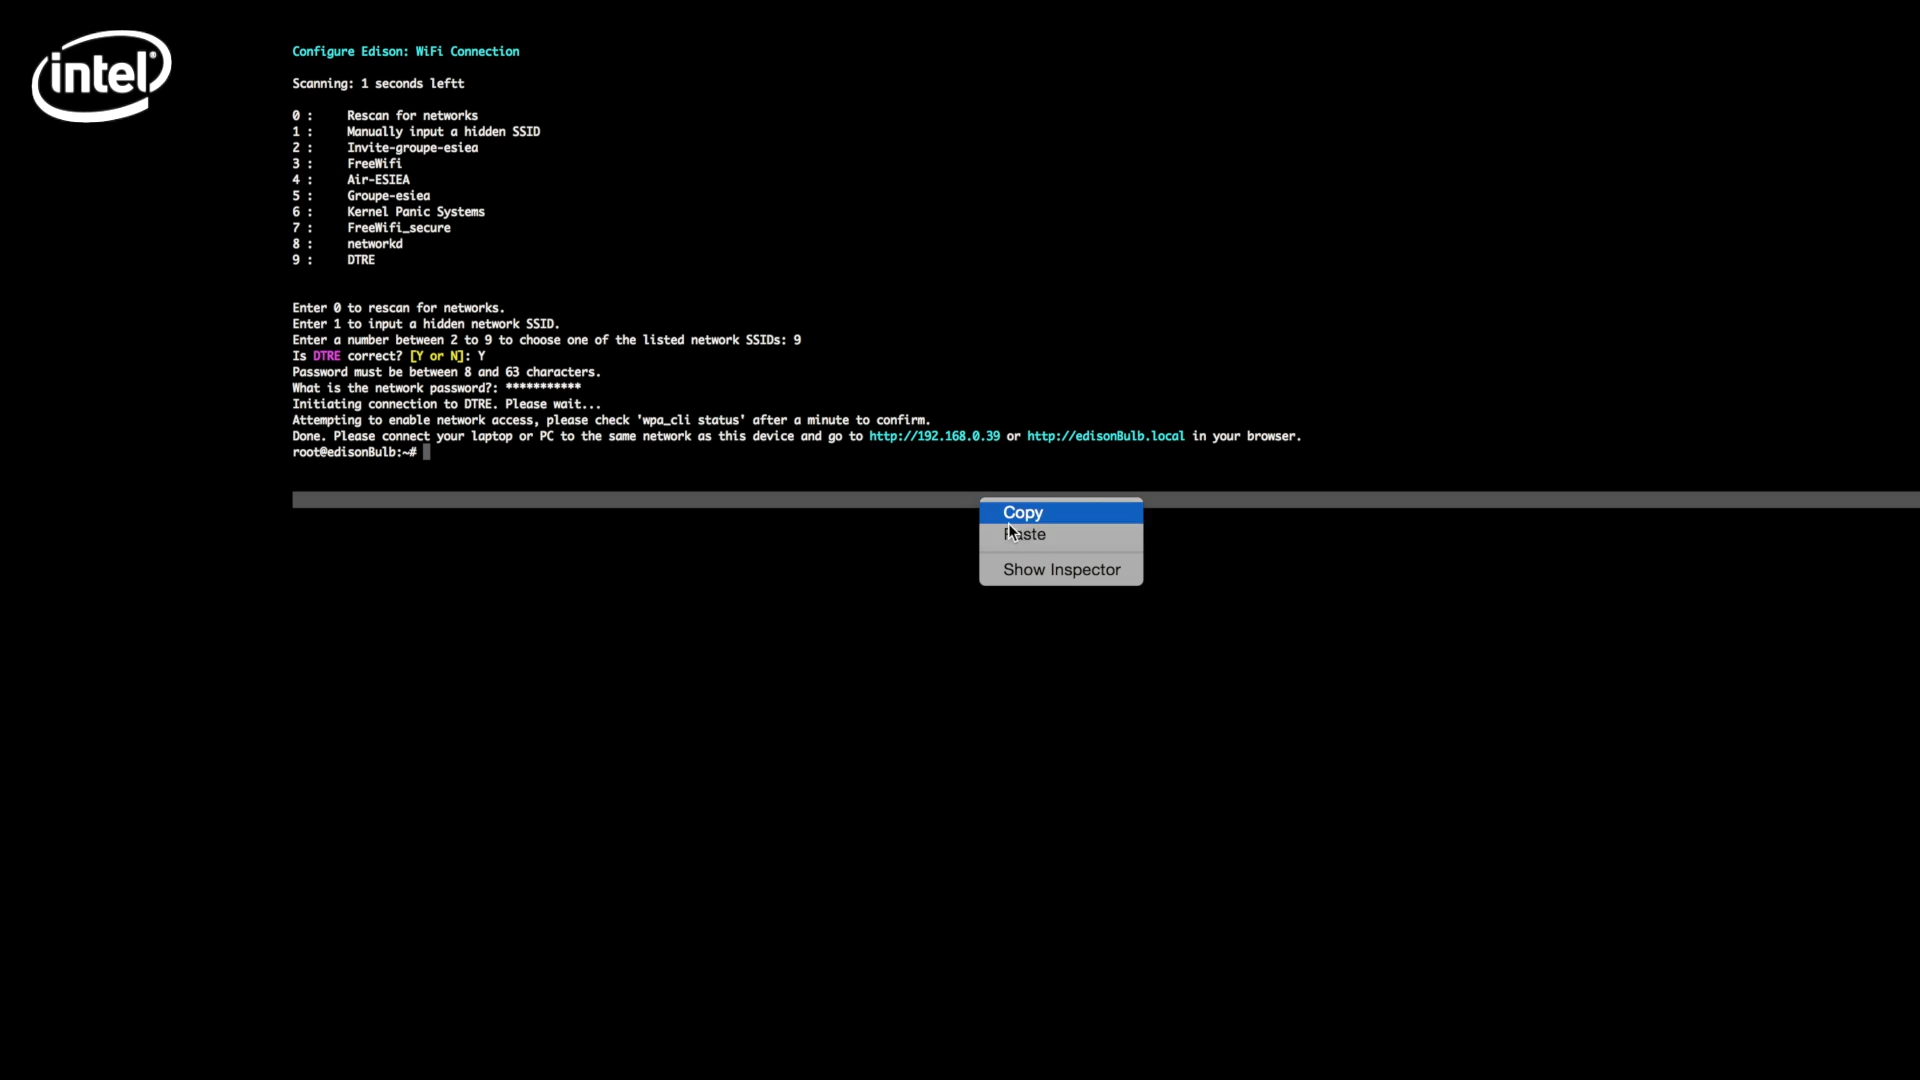 intel®
Configure Edison: WiFi Connection
Scanning: 1 seconds leftt
0 : Rescan for networks
1 : Manually input a hidden SSID
2 : Invite-groupe-esiea
3 : FreeWifi
4 : Air-ESIEA
5 : Groupe-esiea
6 : Kernel Panic Systems
7 : FreeWifi_secure
8 : networkd
9 : DTRE
Enter 0 to rescan for networks.
Enter 1 to input a hidden network SSID.
Enter a number between 2 to 9 to choose one of the listed network SSIDs: 9
Is DTRE correct? [Y or N]: Y
Password must be between 8 and 63 characters.
What is the network password?: ***********
Initiating connection to DTRE. Please wait...
Attempting to enable network access, please check 'wpa_cli status' after a minute to confirm.
Done. Please connect your laptop or PC to the same network as this device and go to http://192.168.0.39 or http://edisonBulb.local in your browser.
root@edisonBulb:~#
Copy
Paste
Show Inspector